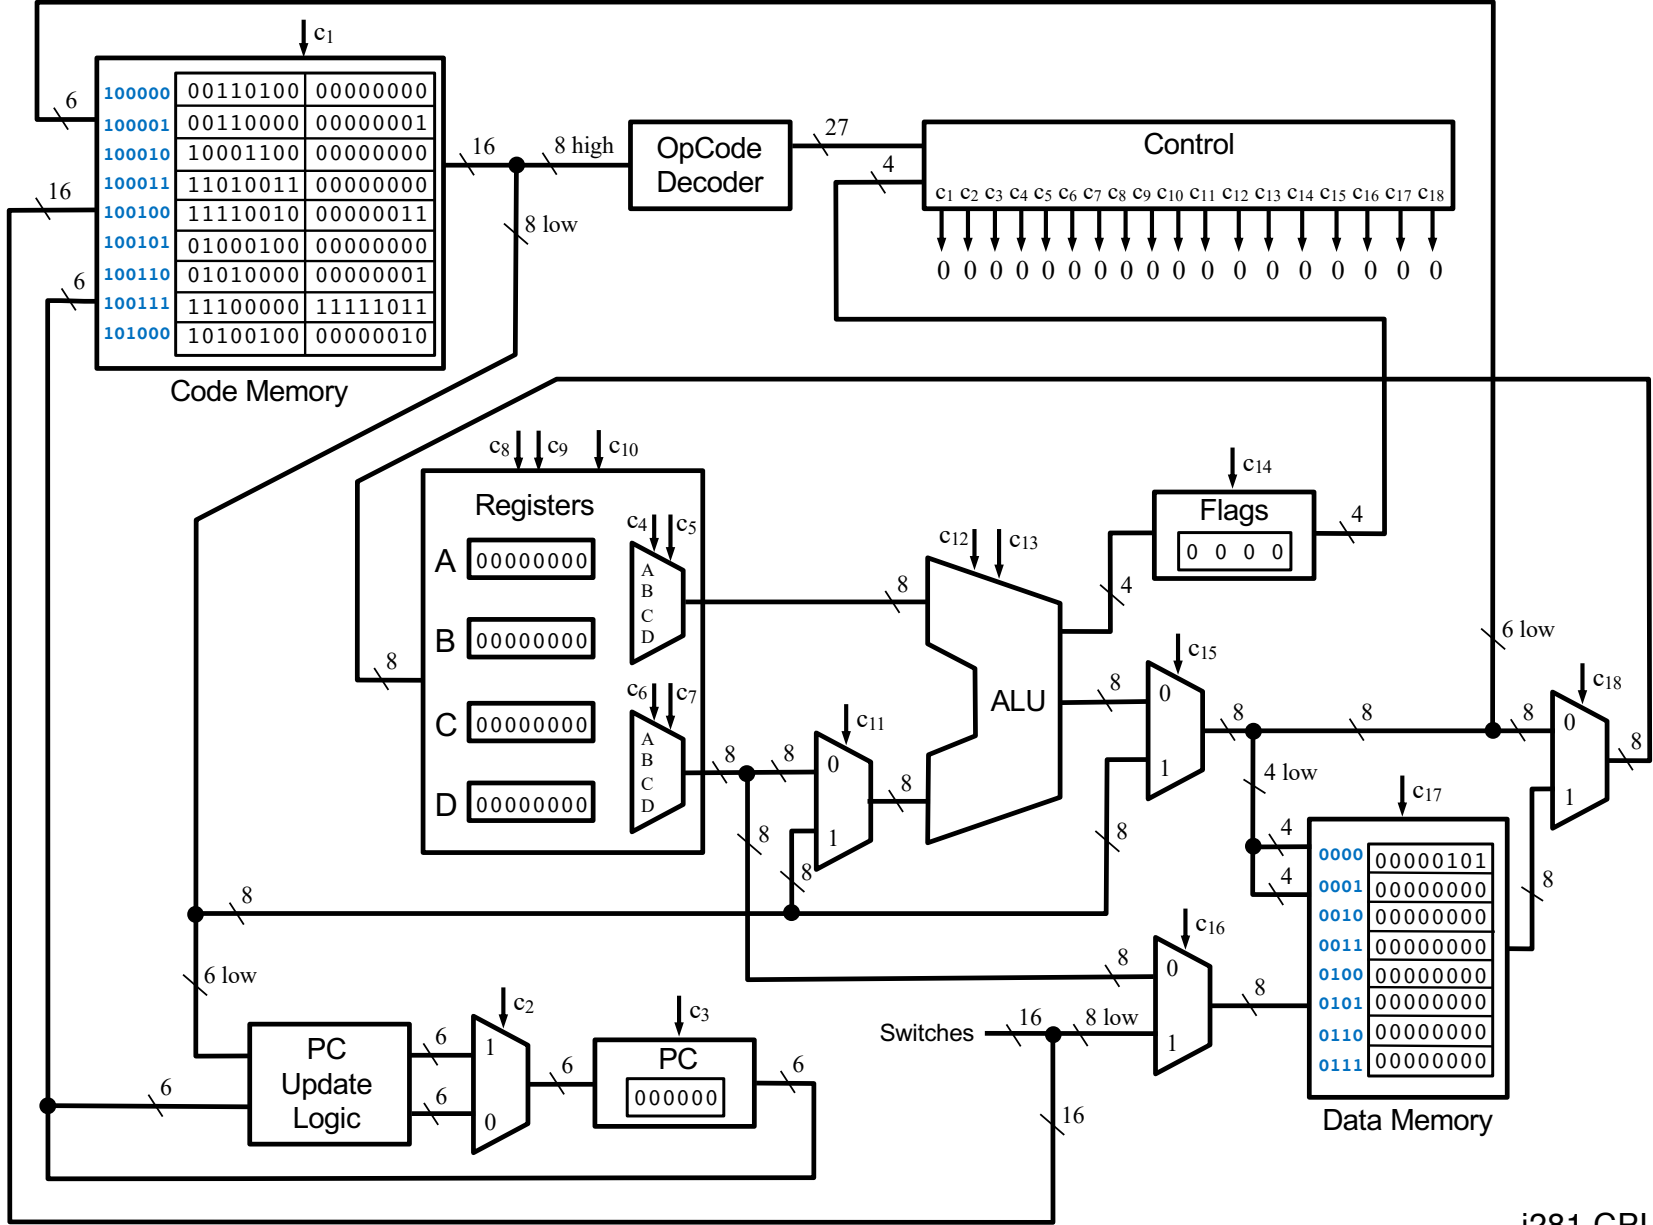 c1
6
16
6
100000 00110100 00000000
100001 00110000 00000001
100010 10001100 00000000
100011 11010011 00000000
100100 11110010 00000011
100101 01000100 00000000
100110 01010000 00000001
100111 11100000 11111011
101000 10100100 00000010
Code Memory
16
8 high
8 low
OpCode
Decoder
27
4
Control
c1 c2 c3 c4 c5 c6 c7 c8 c9 c10 c11 c12 c13 c14 c15 c16 c17 c18
0 0 0 0 0 0 0 0 0 0 0 0 0 0 0 0 0 0
c8 c9 c10
Registers
A 00000000
B 00000000
C 00000000
D 00000000
c4 c5
A
B
C
D
c6 c7
A
B
C
D
8
8
8
8
8
c11
0
1
8
8
8
c12 c13
ALU
4
8
c14
Flags
0 0 0 0
4
c15
0
1
8
8
8
6 low
8
c18
0
1
8
4 low
4
4
c17
0000 00000101
0001 00000000
0010 00000000
0011 00000000
0100 00000000
0101 00000000
0110 00000000
0111 00000000
Data Memory
8
c16
0
1
8
8
Switches
16
8 low
16
8
6 low
PC
Update
Logic
6
6
6
c2
1
0
6
c3
PC
000000
6